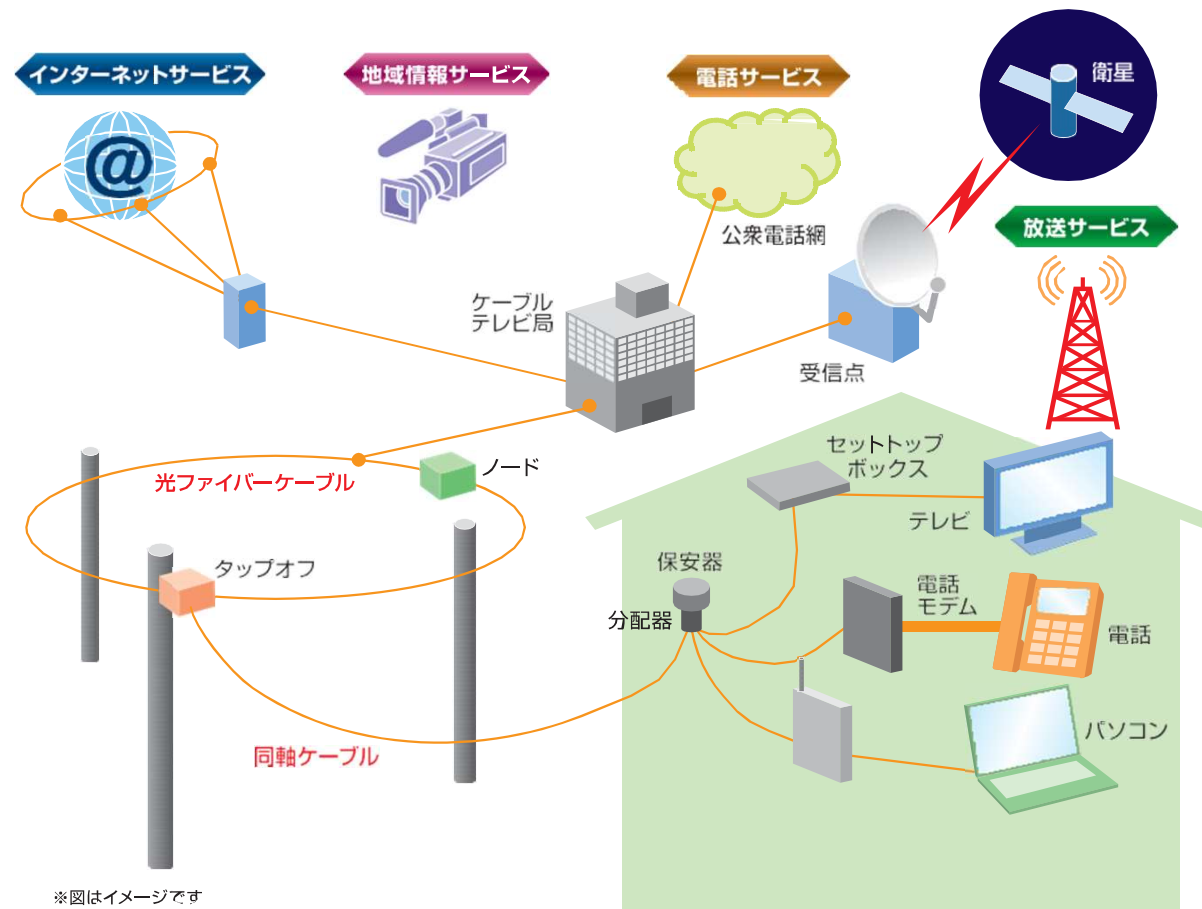 インターネットサービス
地域情報サービス
電話サービス
衛星
@
公衆電話網
放送サービス
ケーブル
テレビ局
受信点
光ファイバーケーブル
ノード
セットトップ
ボックス
テレビ
タップオフ
保安器
分配器
電話
モデム
電話
同軸ケーブル
パソコン
※図はイメージです